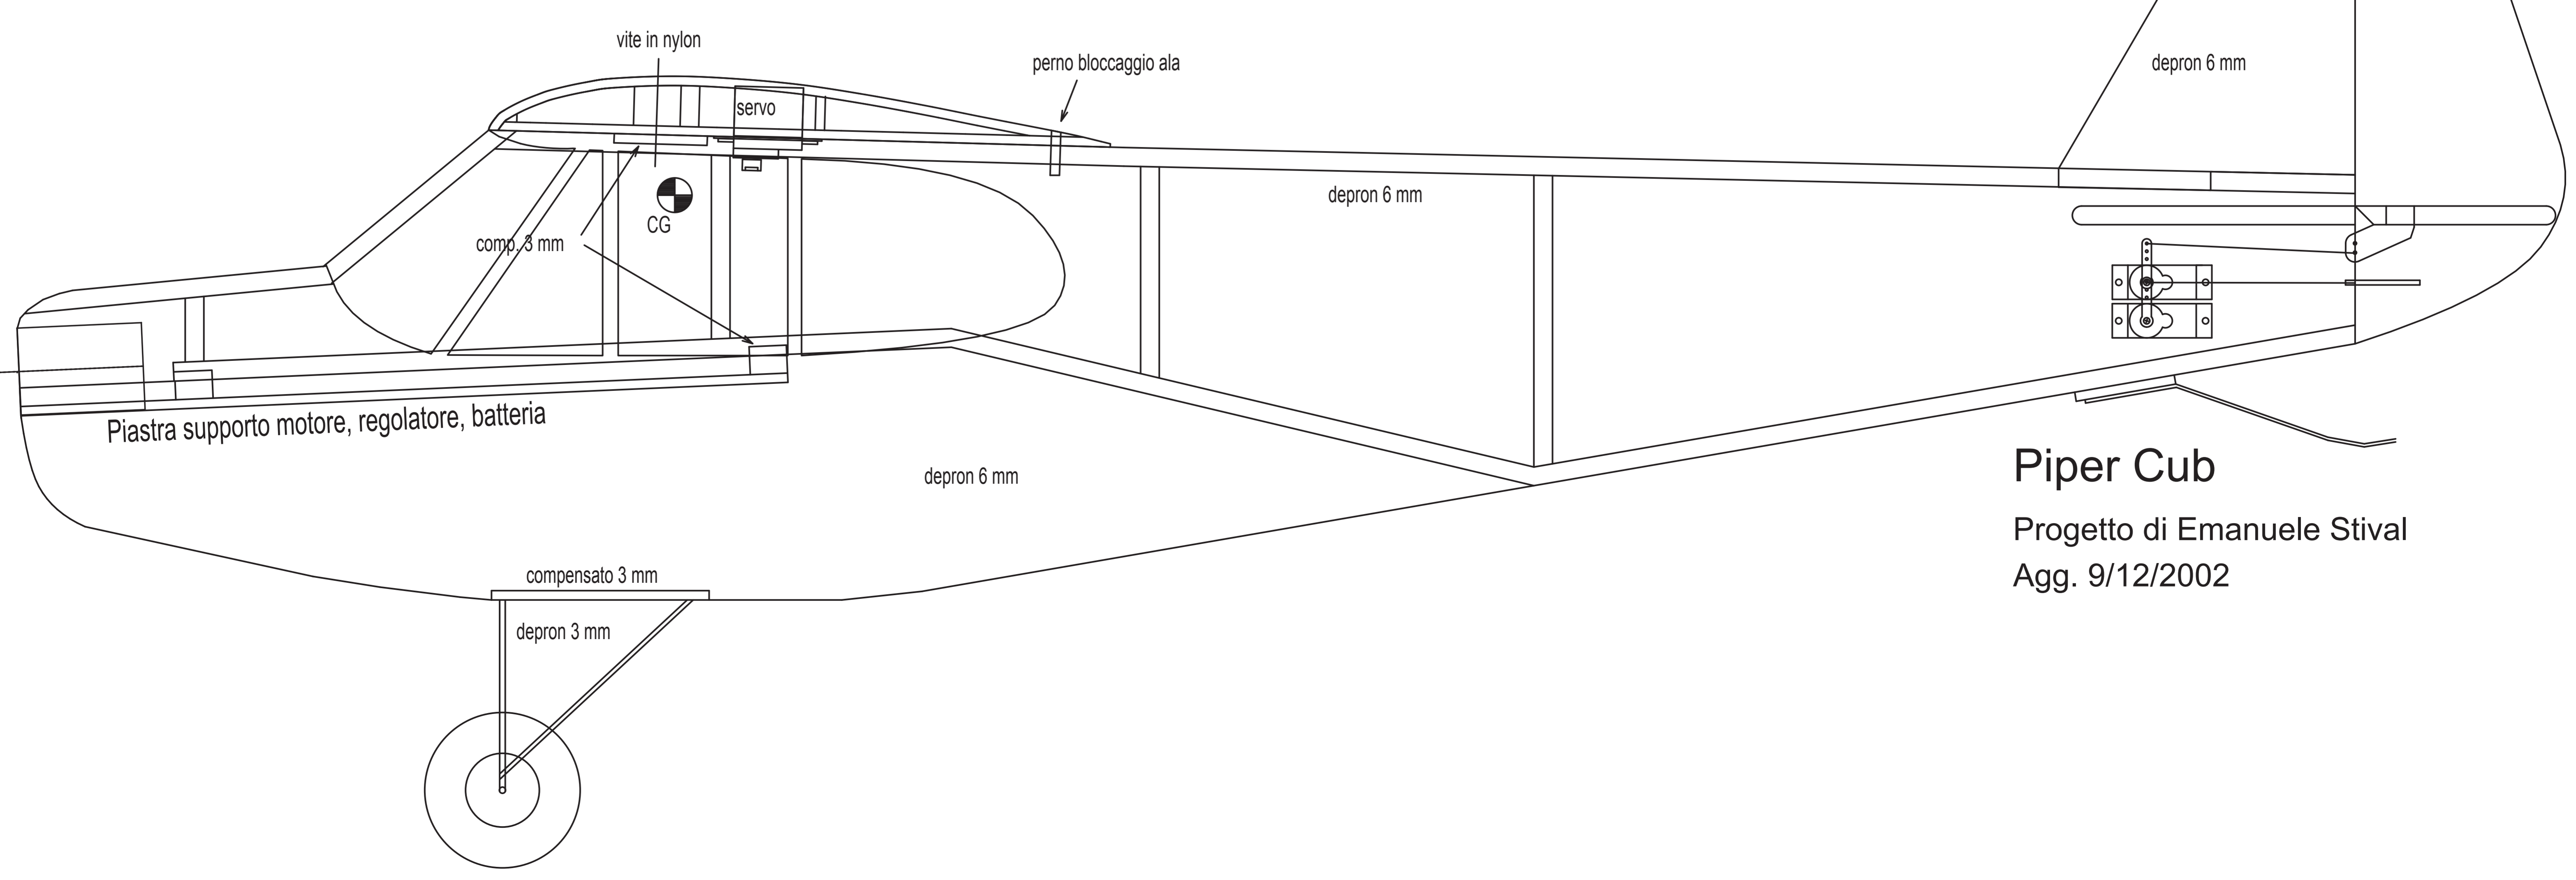 vite in nylon
perno bloccaggio ala
depron 6 mm
servo
depron 6 mm
CG
comp. 3 mm
Piastra supporto motore, regolatore, batteria
depron 6 mm
Piper Cub
Progetto di Emanuele Stival
Agg. 9/12/2002
compensato 3 mm
depron 3 mm